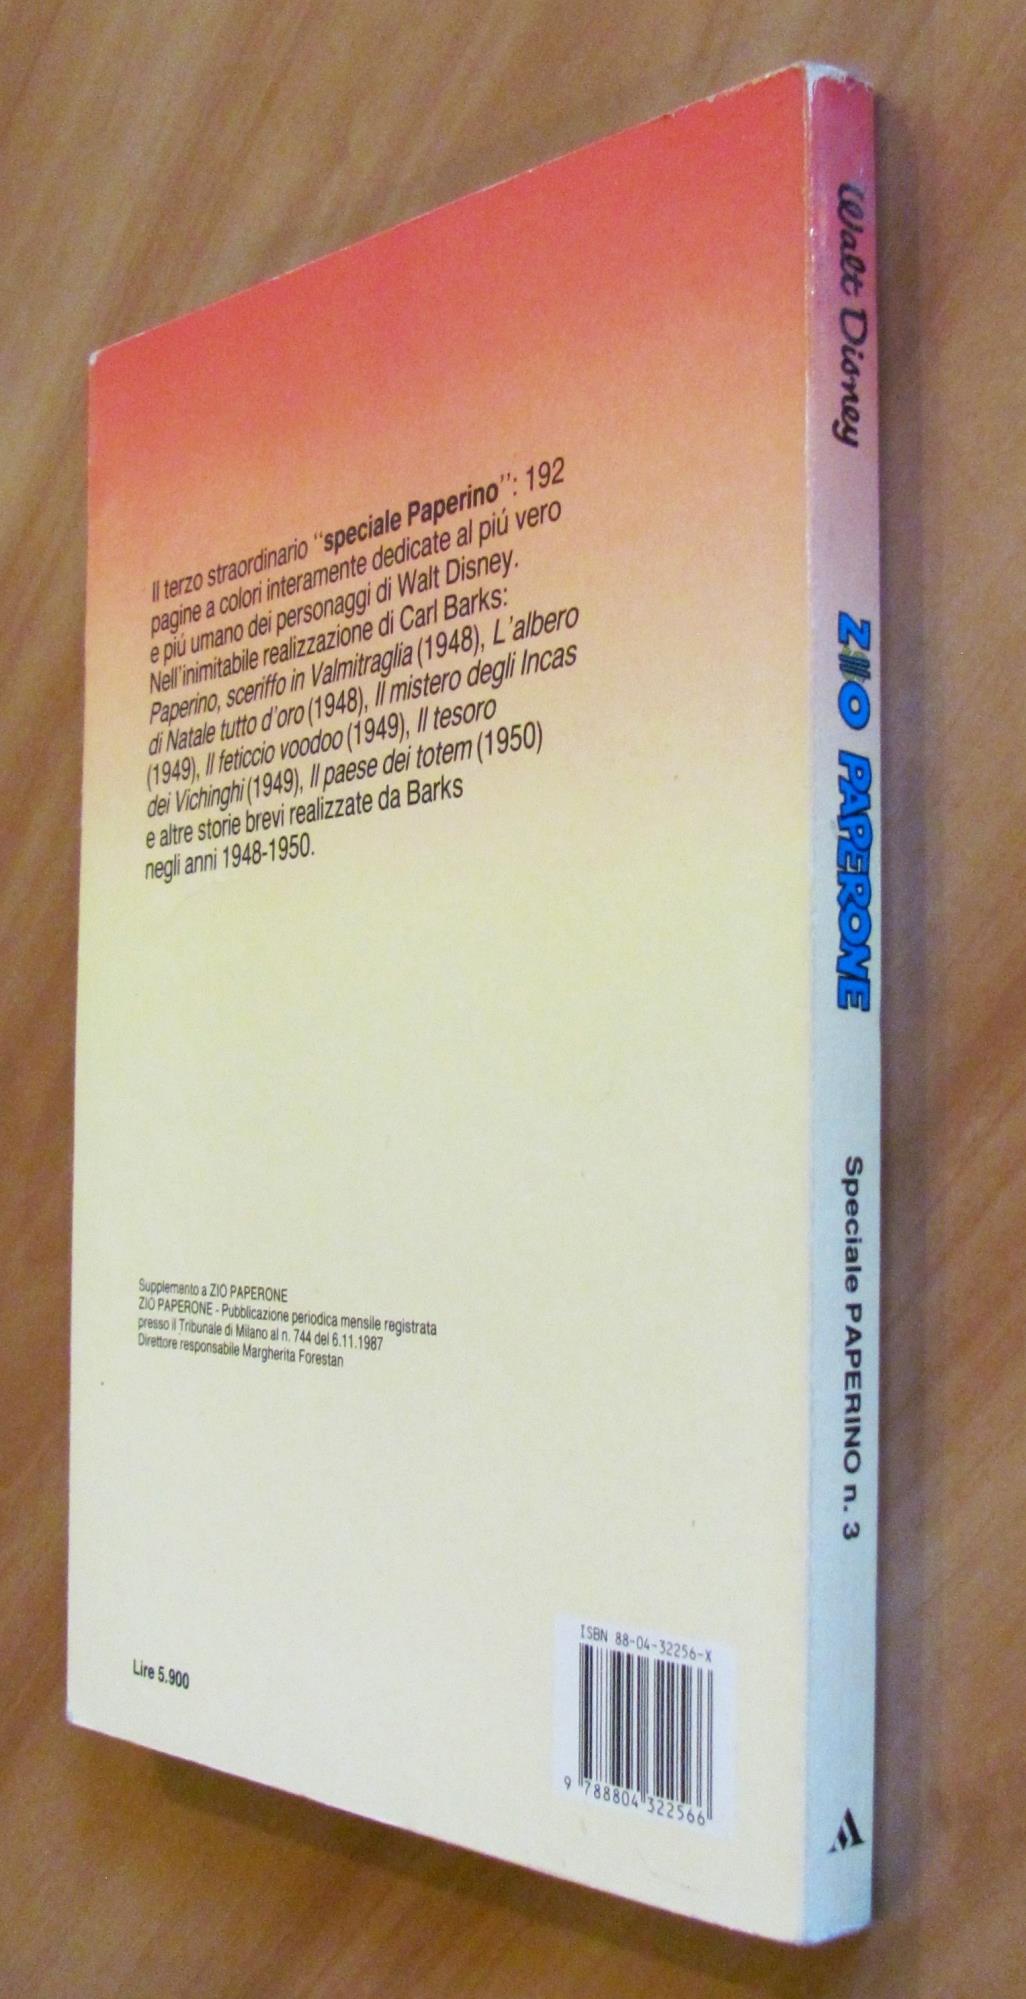 Il terzo straordinario "speciale Paperino": 192
pagine a colori interamente dedicate al piú vero
e piú umano dei personaggi di Walt Disney.
Nell'inimitabile realizzazione di Carl Barks:
Paperino, sceriffo in Valmitraglia (1948), L'albero
di Natale tutto d'oro (1948), Il mistero degli Incas
(1949), Il feticcio voodoo (1949), Il tesoro
dei Vichinghi (1949), Il paese dei totem (1950)
e altre storie brevi realizzate da Barks
negli anni 1948-1950.
Supplemento a ZIO PAPERONE
ZIO PAPERONE - Pubblicazione periodica mensile registrata
presso il Tribunale di Milano al n. 744 del 6.11.1987
Direttore responsabile Margherita Forestan
Lire 5.900
ISBN 88-04-32256-X
9 788804 322566
Walt Disney
ZIO PAPERONE
Speciale PAPERINO n. 3